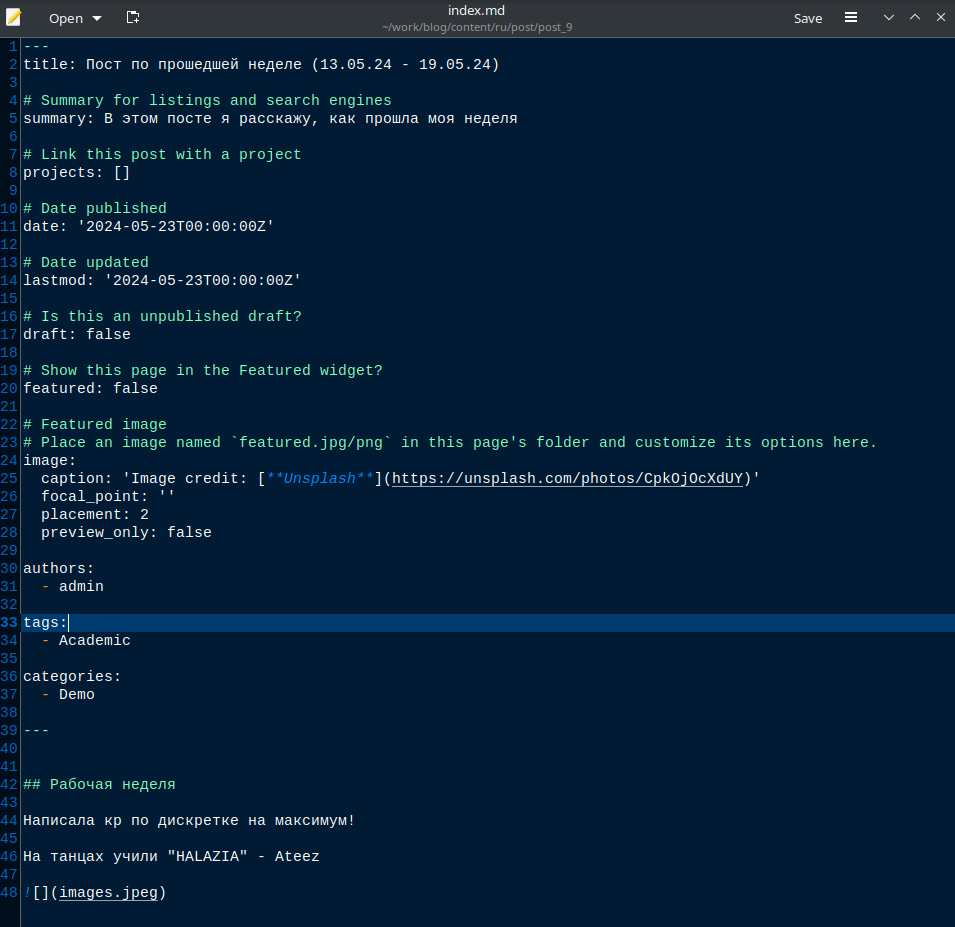 Open
index.md
~/work/blog/content/ru/post/post_9
Save
1 ---
2 title: Пост по прошедшей неделе (13.05.24 - 19.05.24)
3
4 # Summary for listings and search engines
5 summary: В этом посте я расскажу, как прошла моя неделя
6
7 # Link this post with a project
8 projects: []
9
10 # Date published
11 date: '2024-05-23T00:00:00Z'
12
13 # Date updated
14 lastmod: '2024-05-23T00:00:00Z'
15
16 # Is this an unpublished draft?
17 draft: false
18
19 # Show this page in the Featured widget?
20 featured: false
21
22 # Featured image
23 # Place an image named `featured.jpg/png` in this page's folder and customize its options here.
24 image:
25   caption: 'Image credit: [**Unsplash**](https://unsplash.com/photos/CpkOjOcXdUY)'
26   focal_point: ''
27   placement: 2
28   preview_only: false
29
30 authors:
31   - admin
32
33 tags:
34   - Academic
35
36 categories:
37   - Demo
38
39 ---
40
41
42 ## Рабочая неделя
43
44 Написала кр по дискретке на максимум!
45
46 На танцах учили "HALAZIA" - Ateez
47
48 ![](images.jpeg)